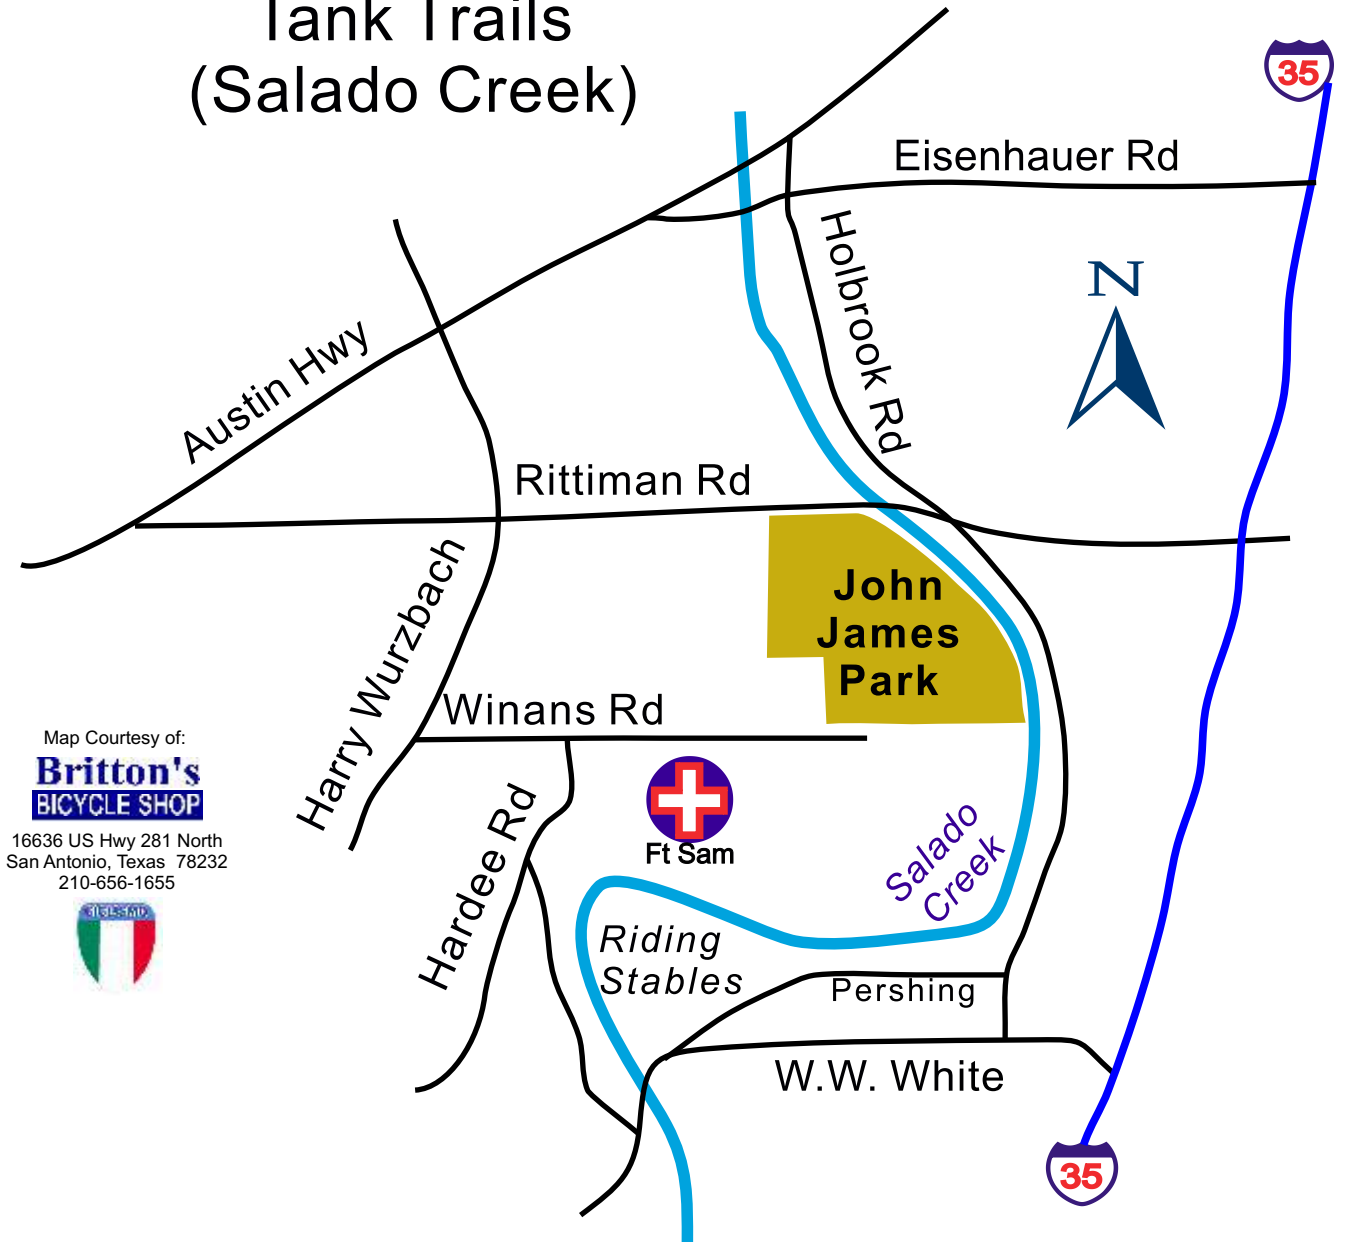 Tank Trails
(Salado Creek)
35
Eisenhauer Rd
Holbrook Rd
N
Austin Hwy
Rittiman Rd
John
James
Park
Harry Wurzbach
Winans Rd
Map Courtesy of:
Britton's
BICYCLE SHOP
16636 US Hwy 281 North
San Antonio, Texas 78232
210-656-1655
Hardee Rd
Ft Sam
Salado
Creek
Riding
Stables
Pershing
W.W. White
35